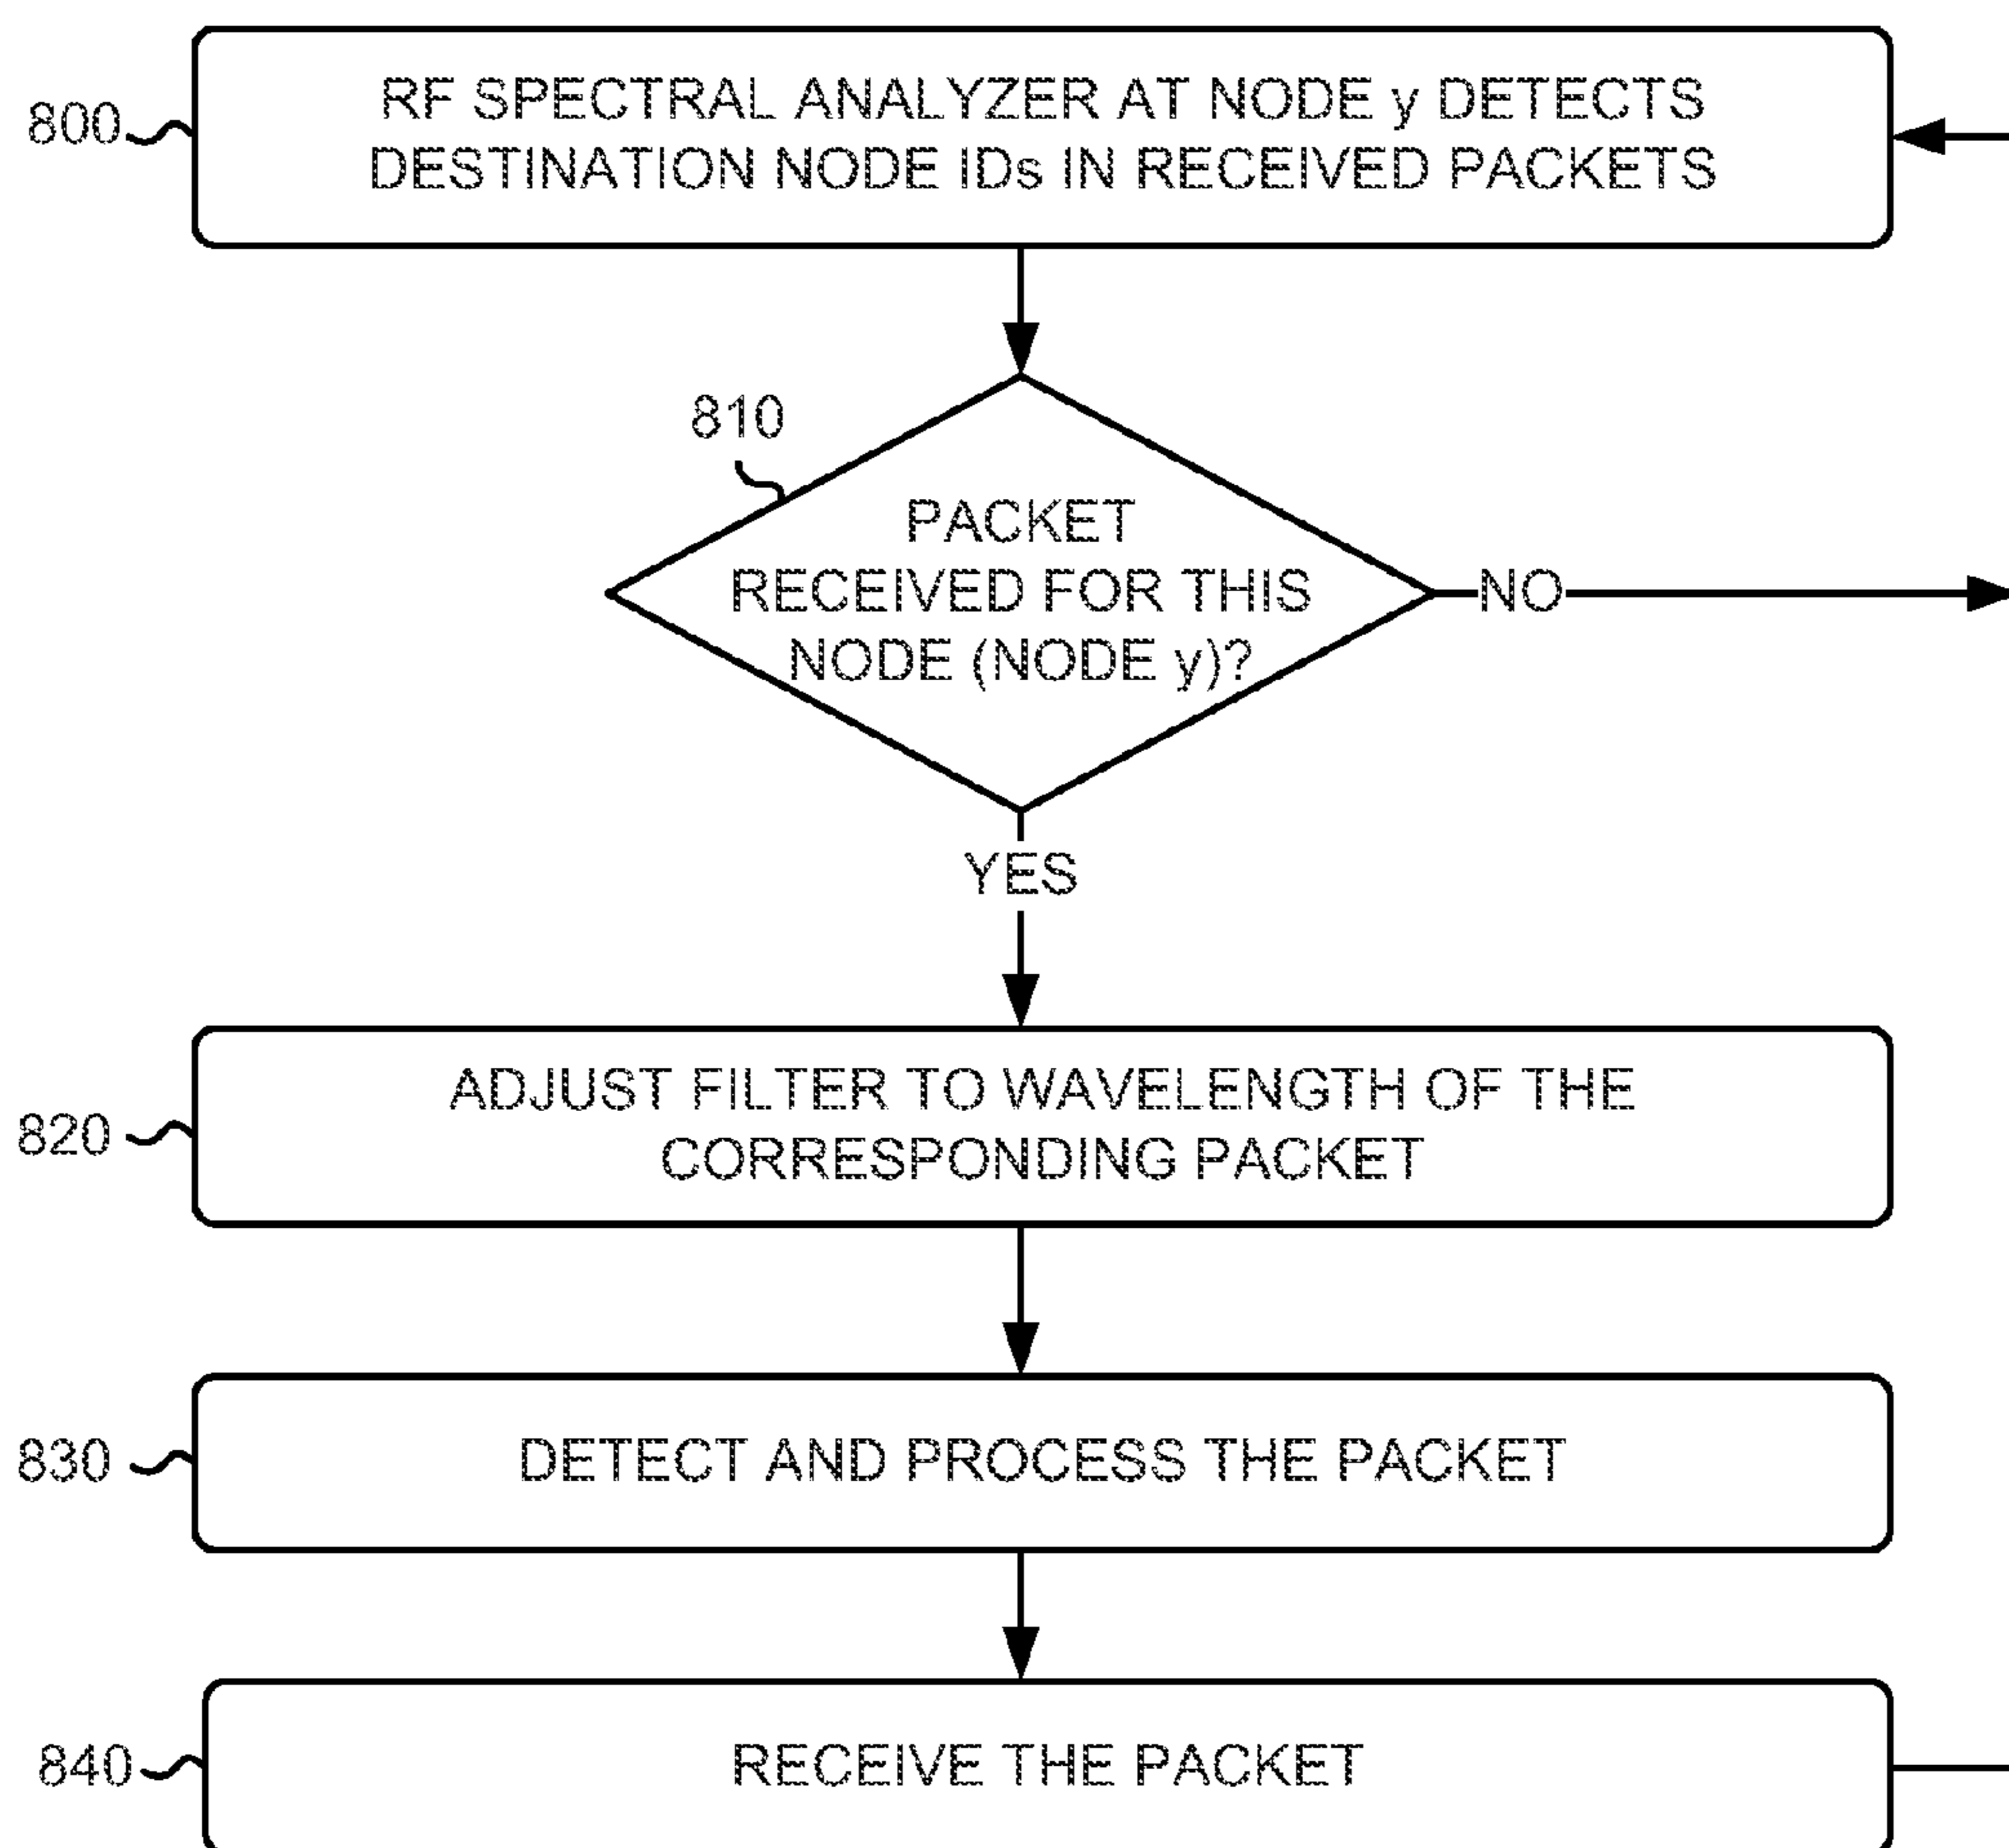 800
RF SPECTRAL ANALYZER AT NODE y DETECTS
DESTINATION NODE IDs IN RECEIVED PACKETS
810
PACKET
RECEIVED FOR THIS
NODE (NODE y)?
NO
YES
820
ADJUST FILTER TO WAVELENGTH OF THE
CORRESPONDING PACKET
830
DETECT AND PROCESS THE PACKET
840
RECEIVE THE PACKET